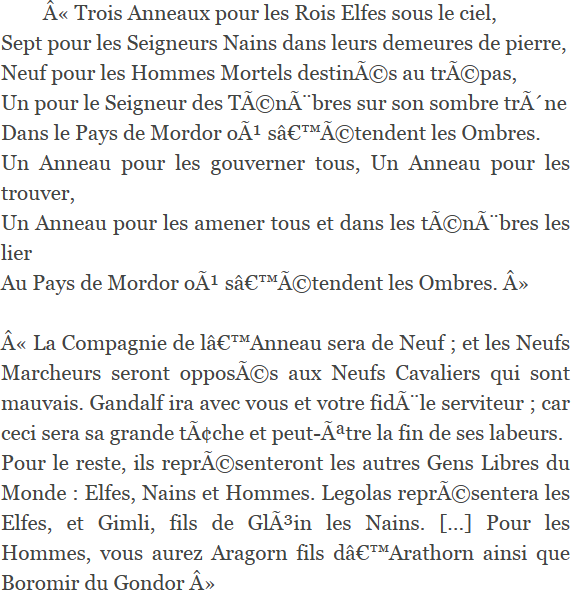 Â« Trois Anneaux pour les Rois Elfes sous le ciel,
Sept pour les Seigneurs Nains dans leurs demeures de pierre,
Neuf pour les Hommes Mortels destinÃ©s au trÃ©pas,
Un pour le Seigneur des TÃ©nÃ¨bres sur son sombre trÃ´ne
Dans le Pays de Mordor oÃ¹ sâ€™Ã©tendent les Ombres.
Un Anneau pour les gouverner tous, Un Anneau pour les
trouver,
Un Anneau pour les amener tous et dans les tÃ©nÃ¨bres les
lier
Au Pays de Mordor oÃ¹ sâ€™Ã©tendent les Ombres. Â»
Â« La Compagnie de lâ€™Anneau sera de Neuf ; et les Neufs
Marcheurs seront opposÃ©s aux Neufs Cavaliers qui sont
mauvais. Gandalf ira avec vous et votre fidÃ¨le serviteur ; car
ceci sera sa grande tÃ¢che et peut-Ãªtre la fin de ses labeurs.
Pour le reste, ils reprÃ©senteront les autres Gens Libres du
Monde : Elfes, Nains et Hommes. Legolas reprÃ©sentera les
Elfes, et Gimli, fils de GlÃ³in les Nains. [...] Pour les
Hommes, vous aurez Aragorn fils dâ€™Arathorn ainsi que
Boromir du Gondor Â»